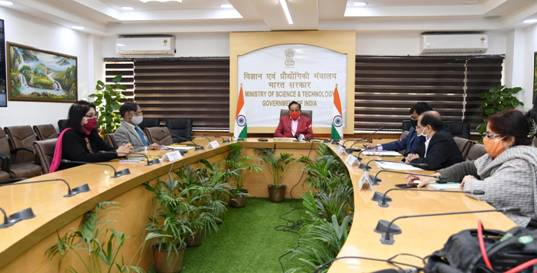 विज्ञान एवं प्रौद्योगिकी मंत्रालय
भारत सरकार
MINISTRY OF SCIENCE & TECHNOLOGY
GOVERNMENT OF INDIA